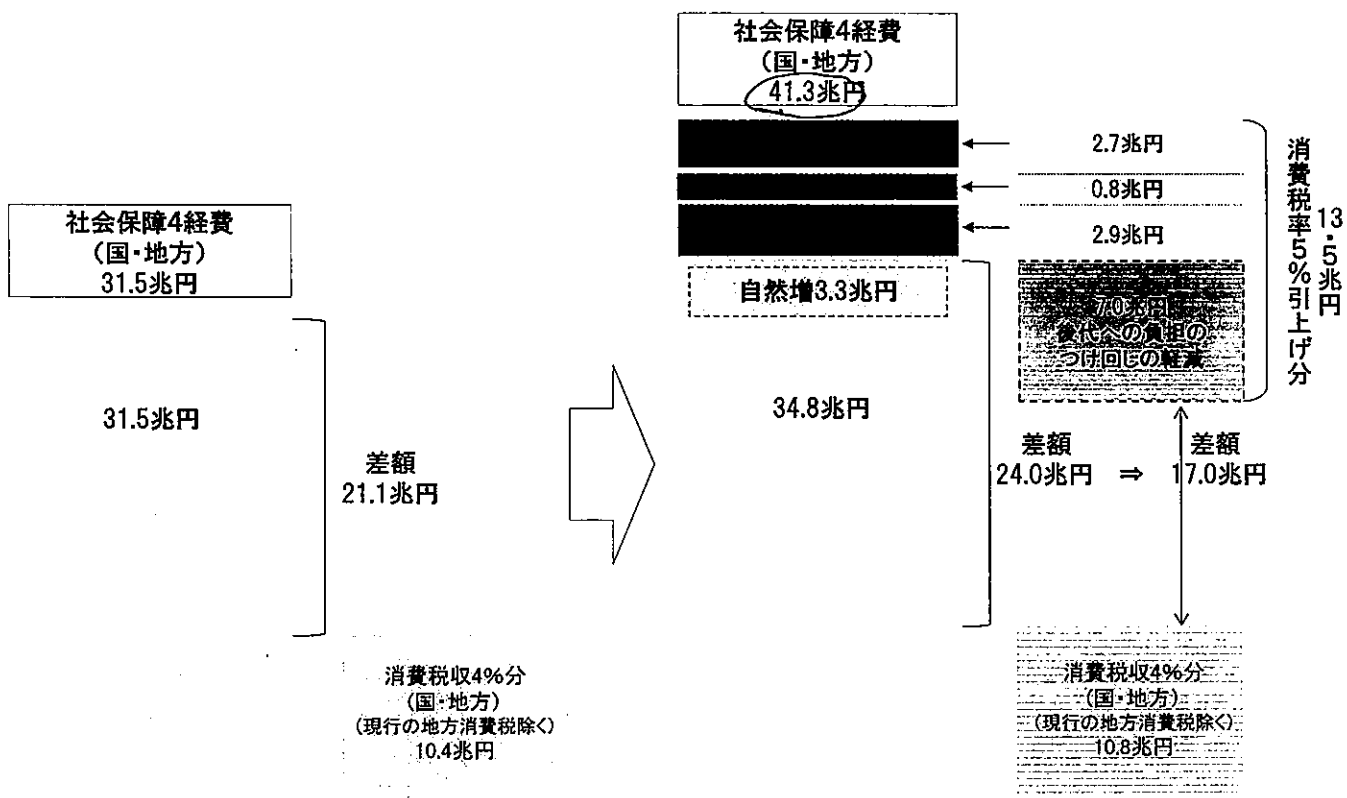 社会保障4経費
(国・地方)
31.5兆円
31.5兆円
差額
21.1兆円
消費税収4%分
(国・地方)
(現行の地方消費税除く)
10.4兆円
社会保障4経費
(国・地方)
41.3兆円
自然増3.3兆円
34.8兆円
2.7兆円
0.8兆円
2.9兆円
7.0兆円
後代への負担の
つけ回しの軽減
消費税率5%引上げ分
13・5兆円
差額
24.0兆円 ⇒
差額
17.0兆円
消費税収4%分
(国・地方)
(現行の地方消費税除く)
10.8兆円